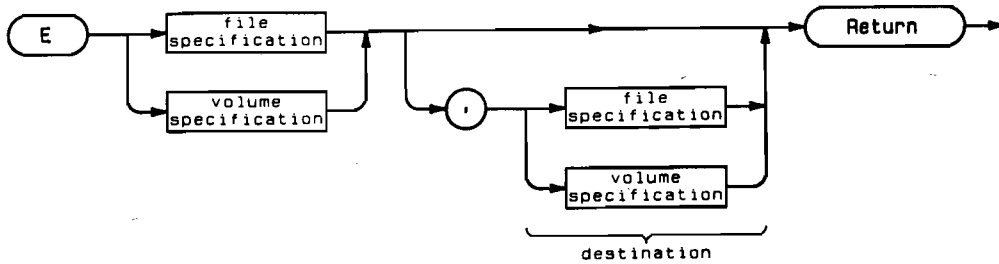 E
file
specification
volume
specification
,
file
specification
volume
specification
destination
Return